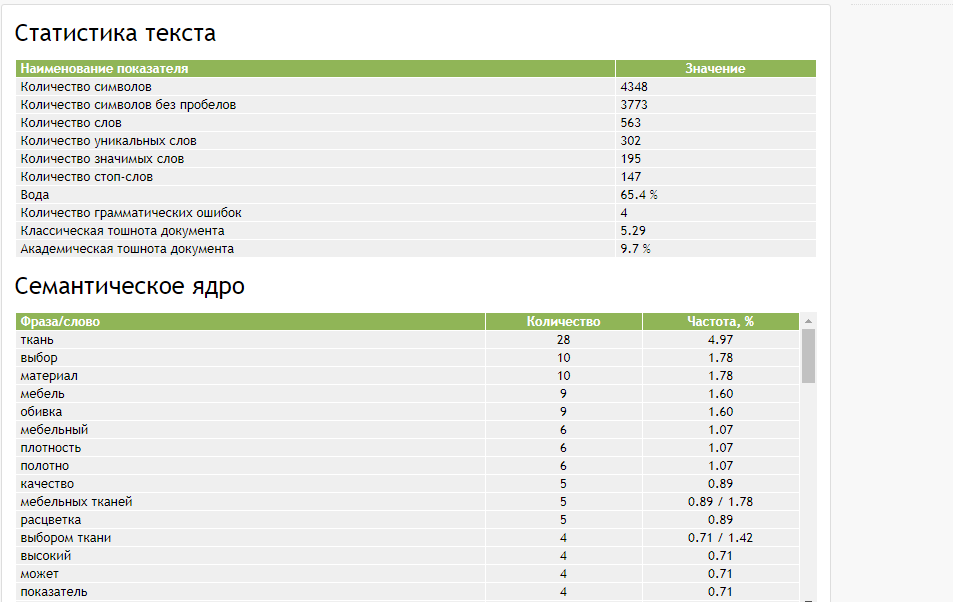 Статистика текста
Наименование показателя Значение
Количество символов 4348
Количество символов без пробелов 3773
Количество слов 563
Количество уникальных слов 302
Количество значимых слов 195
Количество стоп-слов 147
Вода 65.4 %
Количество грамматических ошибок 4
Классическая тошнота документа 5.29
Академическая тошнота документа 9.7 %
Семантическое ядро
Фраза/слово Количество Частота, %
ткань 28 4.97
выбор 10 1.78
материал 10 1.78
мебель 9 1.60
обивка 9 1.60
мебельный 6 1.07
плотность 6 1.07
полотно 6 1.07
качество 5 0.89
мебельных тканей 5 0.89 / 1.78
расцветка 5 0.89
выбором ткани 4 0.71 / 1.42
высокий 4 0.71
может 4 0.71
показатель 4 0.71